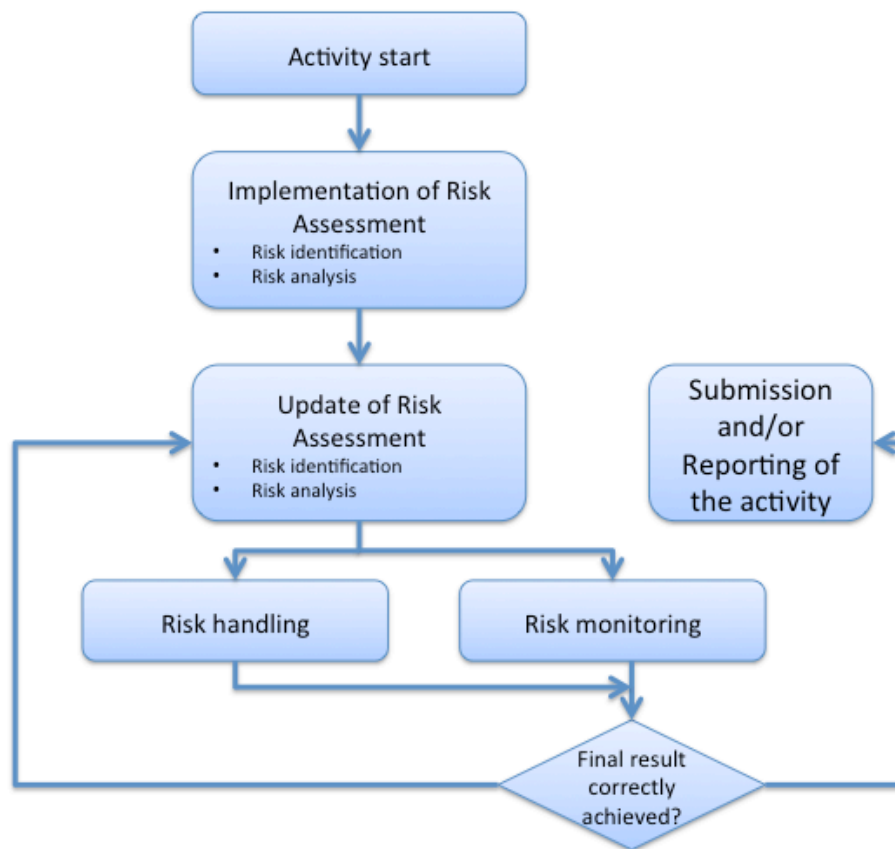 Activity start
Implementation of Risk
Assessment
• Risk identification
• Risk analysis
Update of Risk
Assessment
• Risk identification
• Risk analysis
Submission
and/or
Reporting of
the activity
Risk handling
Risk monitoring
Final result
correctly
achieved?